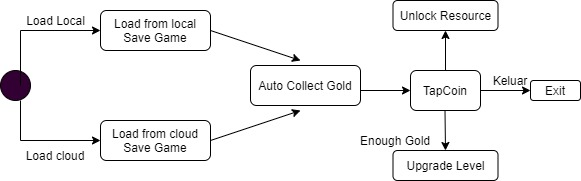 Load Local
Load from local
Save Game
Unlock Resource
Auto Collect Gold
TapCoin
Keluar
Exit
Load cloud
Load from cloud
Save Game
Enough Gold
Upgrade Level